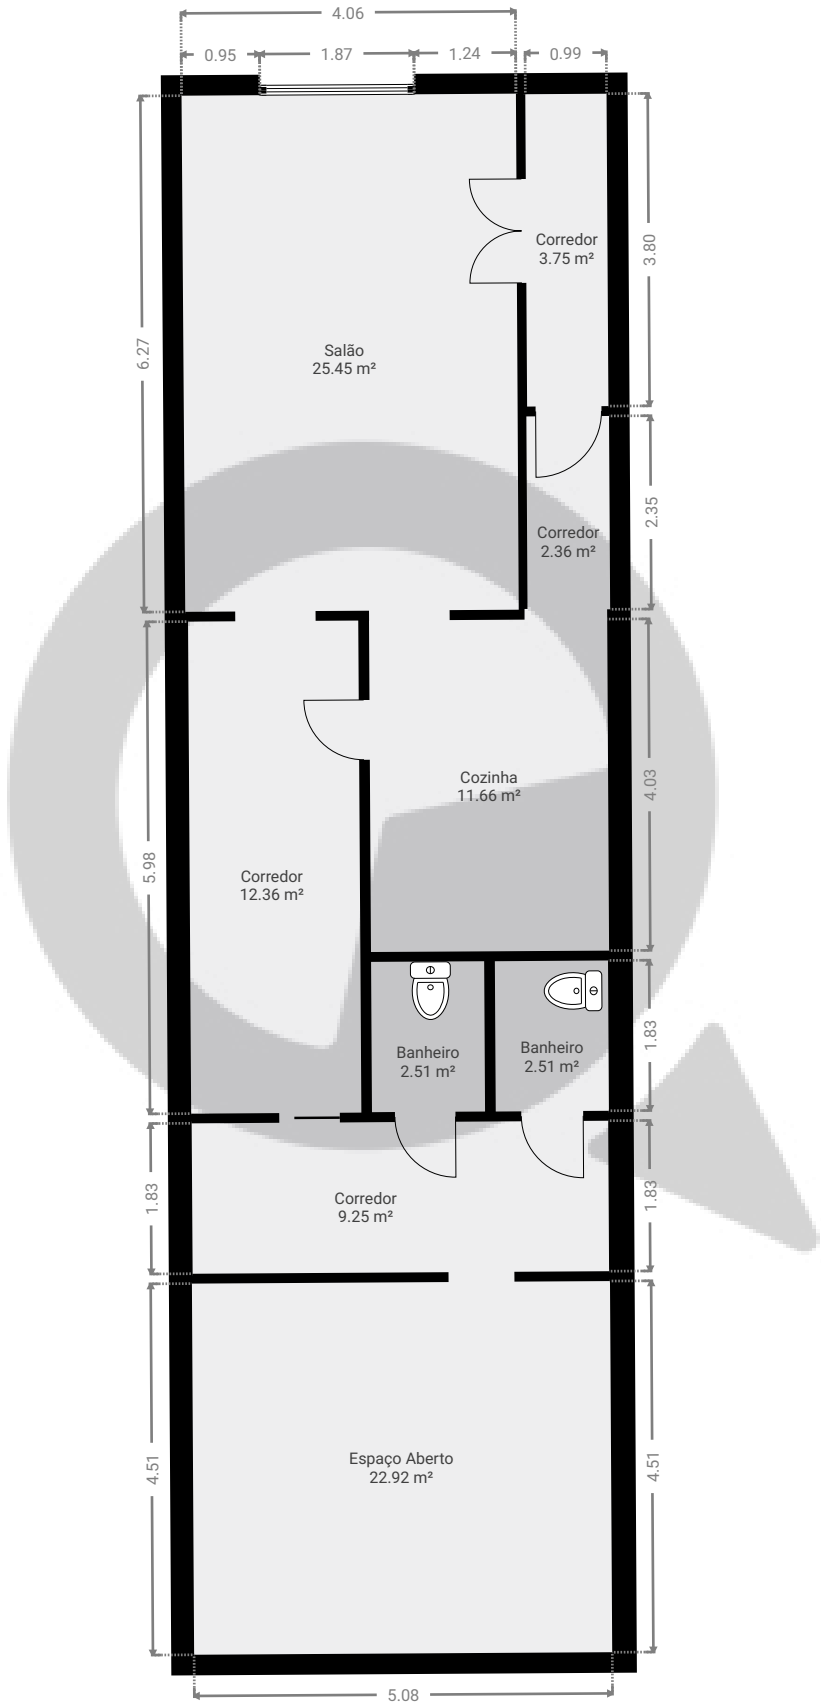 4.06
0.95
1.87
1.24
0.99
Corredor
3.75 m²
3.80
6.27
Salão
25.45 m²
2.35
Corredor
2.36 m²
Cozinha
11.66 m²
4.03
5.98
Corredor
12.36 m²
Banheiro
2.51 m²
Banheiro
2.51 m²
1.83
1.83
Corredor
9.25 m²
1.83
4.51
Espaço Aberto
22.92 m²
4.51
5.08